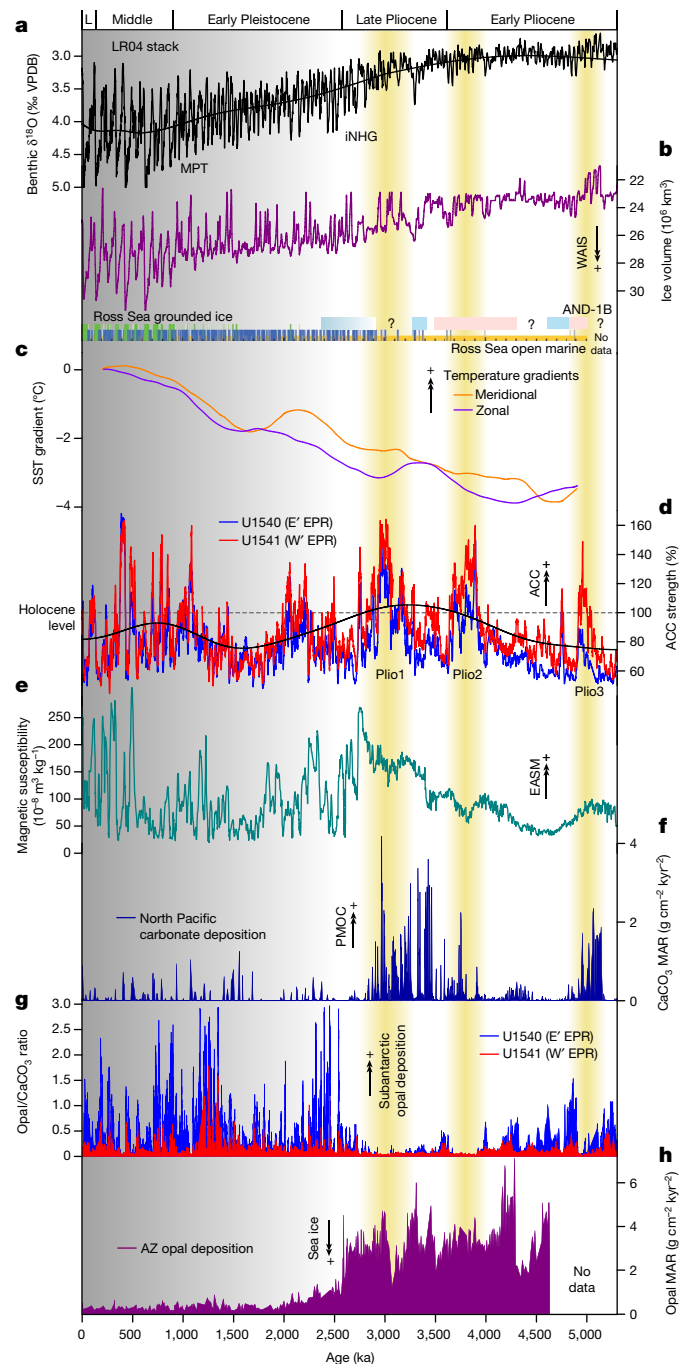 L Middle Early Pleistocene Late Pliocene Early Pliocene
a
LR04 stack
Benthic δ18O (‰ VPDB)
3.0
3.5
4.0
4.5
5.0
MPT
iNHG
b
22
24
26
28
30
Ice volume (10⁶ km³)
WAIS
+
Ross Sea grounded ice
?
?
AND-1B
?
Ross Sea open marine
No data
c
SST gradient (°C)
0
−2
−4
+
Temperature gradients
Meridional
Zonal
d
U1540 (E′ EPR)
U1541 (W′ EPR)
Holocene level
ACC
+
160
140
120
100
80
60
ACC strength (%)
Plio1
Plio2
Plio3
e
Magnetic susceptibility
(10⁻⁸ m³ kg⁻¹)
250
200
150
100
50
0
EASM
+
f
North Pacific
carbonate deposition
PMOC
+
4
2
0
CaCO₃ MAR (g cm⁻² kyr⁻²)
g
Opal/CaCO₃
ratio
3.0
2.5
2.0
1.5
1.0
0.5
0
Subantarctic
opal deposition
+
U1540 (E′ EPR)
U1541 (W′ EPR)
h
AZ opal deposition
Sea ice
+
No
data
6
4
2
0
Opal MAR (g cm⁻² kyr⁻²)
0 500 1,000 1,500 2,000 2,500 3,000 3,500 4,000 4,500 5,000
Age (ka)